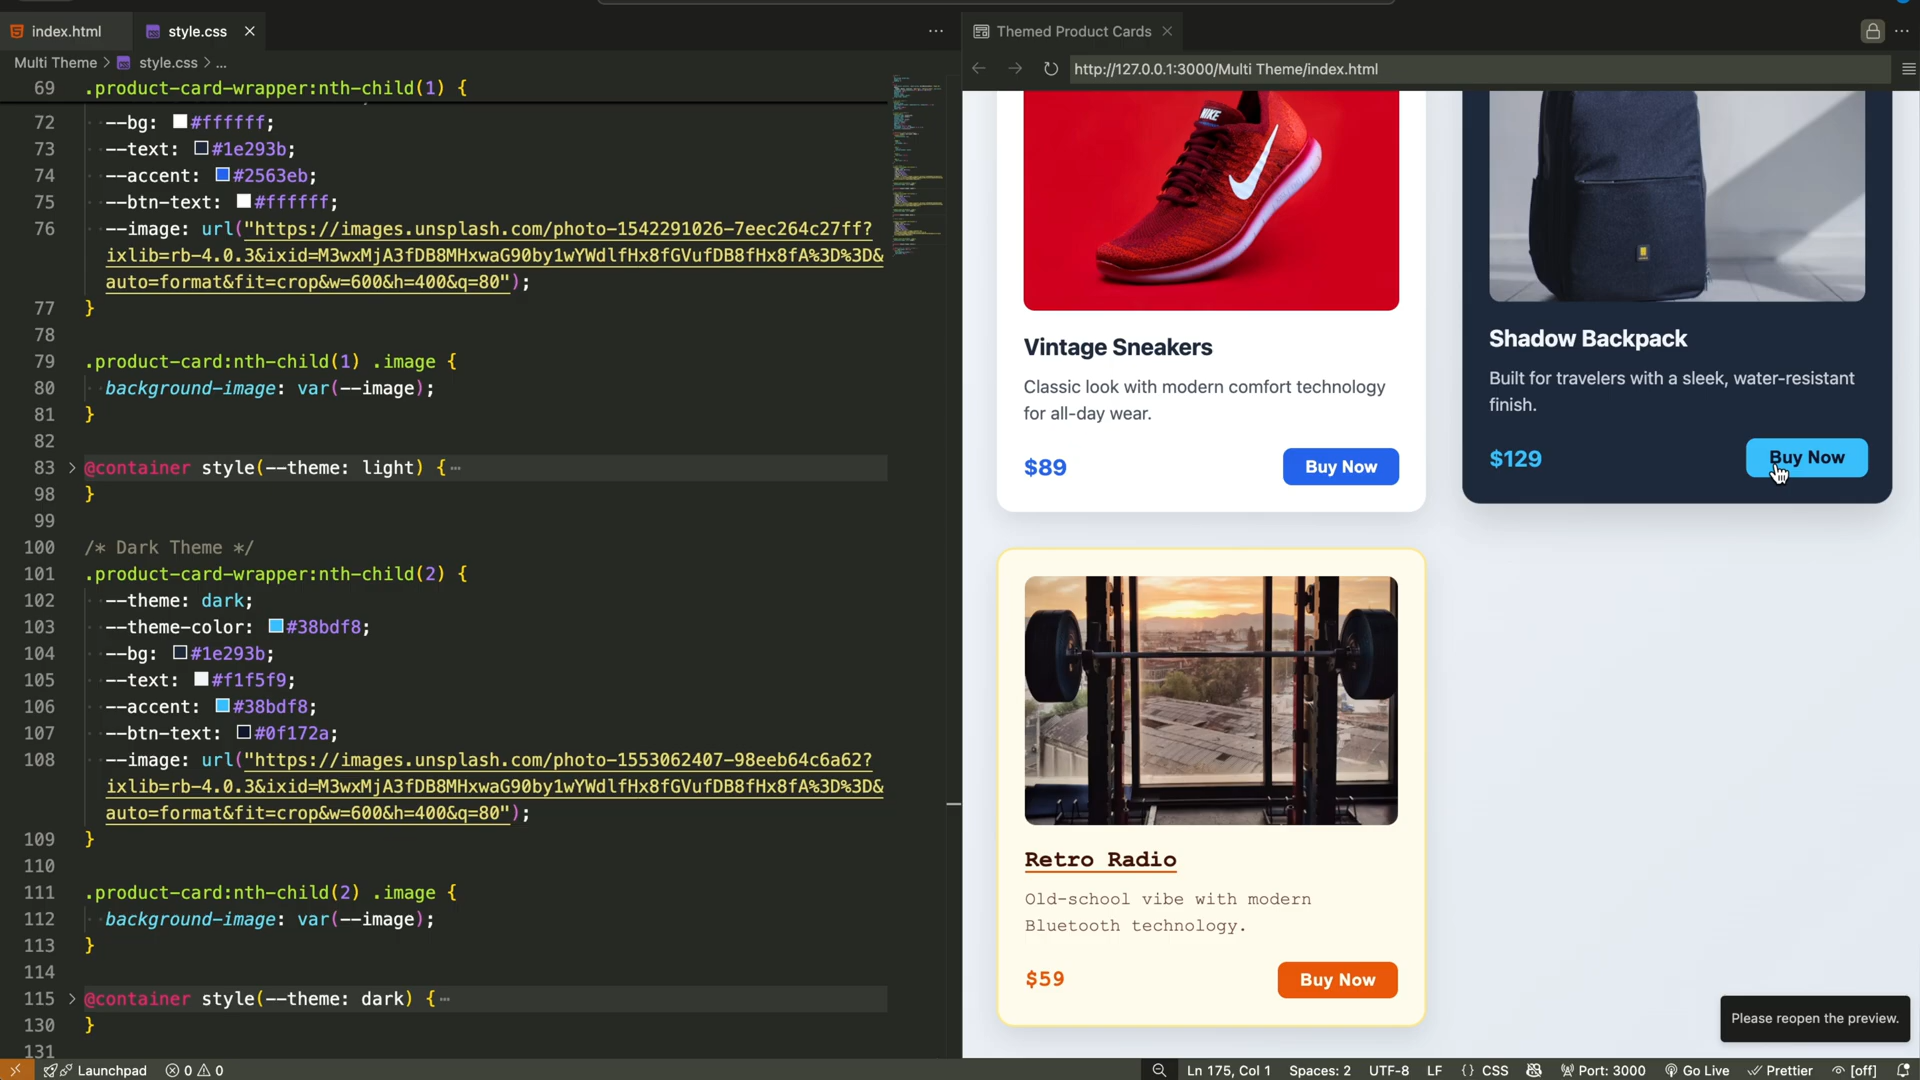 index.html
style.css
Multi Theme > style.css > ...
69 .product-card-wrapper:nth-child(1) {
72 --bg: #ffffff;
73 --text: #1e293b;
74 --accent: #2563eb;
75 --btn-text: #ffffff;
76 --image: url("https://images.unsplash.com/photo-1542291026-7eec264c27ff?
ixlib=rb-4.0.3&ixid=M3wxMjA3fDB8MHxwaG90by1wYWdlfHx8fGVufDB8fHx8fA%3D%3D&
auto=format&fit=crop&w=600&h=400&q=80");
77 }
78
79 .product-card:nth-child(1) .image {
80 background-image: var(--image);
81 }
82
83 @container style(--theme: light) { ⋯
98 }
99
100 /* Dark Theme */
101 .product-card-wrapper:nth-child(2) {
102 --theme: dark;
103 --theme-color: #38bdf8;
104 --bg: #1e293b;
105 --text: #f1f5f9;
106 --accent: #38bdf8;
107 --btn-text: #0f172a;
108 --image: url("https://images.unsplash.com/photo-1553062407-98eeb64c6a62?
ixlib=rb-4.0.3&ixid=M3wxMjA3fDB8MHxwaG90by1wYWdlfHx8fGVufDB8fHx8fA%3D%3D&
auto=format&fit=crop&w=600&h=400&q=80");
109 }
110
111 .product-card:nth-child(2) .image {
112 background-image: var(--image);
113 }
114
115 @container style(--theme: dark) { ⋯
130 }
131
Themed Product Cards
http://127.0.0.1:3000/Multi Theme/index.html
NIKE
Vintage Sneakers
Classic look with modern comfort technology
for all-day wear.
$89
Buy Now
Shadow Backpack
Built for travelers with a sleek, water-resistant
finish.
$129
Buy Now
Retro Radio
Old-school vibe with modern
Bluetooth technology.
$59
Buy Now
Please reopen the preview.
Launchpad 0 0 Ln 175, Col 1 Spaces: 2 UTF-8 LF {} CSS Port: 3000 Go Live Prettier [off]